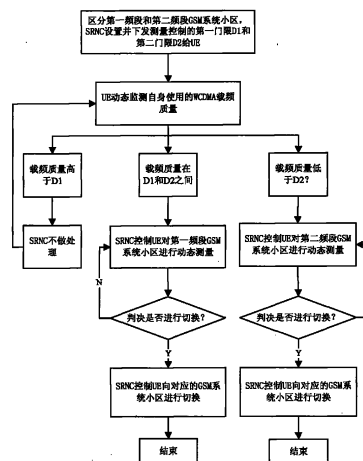 区分第一频段和第二频段GSM系统小区，
SRNC设置并下发测量控制的第一门限D1和
第二门限D2给UE
UE动态监测自身使用的WCDMA载频
质量
载频质量高
于D1
载频质量在
D1和D2之间
载频质量低
于D2?
SRNC不做处
理
SRNC控制UE对第一频段GSM
系统小区进行动态测量
SRNC控制UE对第二频段GSM
系统小区进行动态测量
N
判决是否进行切换?
判决是否进行切换?
Y
Y
SRNC控制UE向对应的GSM系
统小区进行切换
SRNC控制UE向对应的GSM系
统小区进行切换
结束
结束